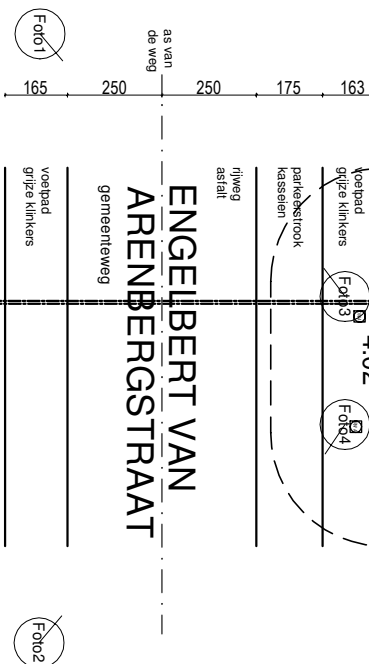 Foto1
as van
de weg
165
250
250
175
163
voetpad
grijze klinkers
gemeenteweg
ENGELBERT VAN
ARENBERGSTRAAT
rijweg
asfalt
parkeerstrook
kasseien
voetpad
grijze klinkers
Foto3
Foto4
Foto2